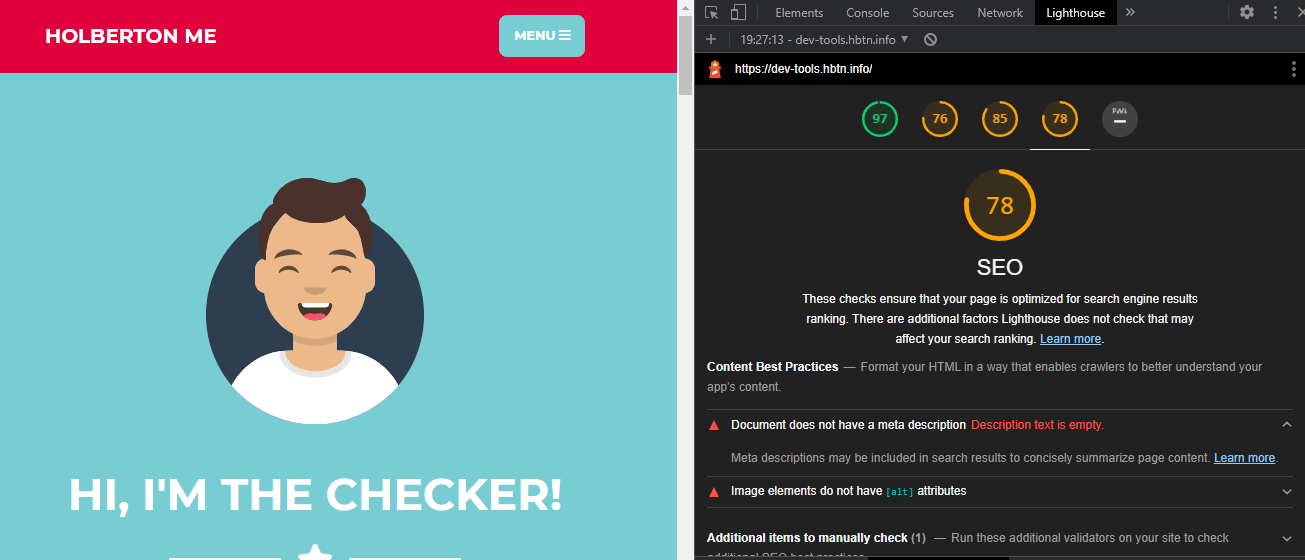 HOLBERTON ME
MENU
HI, I'M THE CHECKER!
Elements Console Sources Network Lighthouse
19:27:13 - dev-tools.hbtn.info
https://dev-tools.hbtn.info/
97 76 85 78 PWA
78
SEO
These checks ensure that your page is optimized for search engine results
ranking. There are additional factors Lighthouse does not check that may
affect your search ranking. Learn more.
Content Best Practices — Format your HTML in a way that enables crawlers to better understand your
app's content.
Document does not have a meta description Description text is empty.
Meta descriptions may be included in search results to concisely summarize page content. Learn more.
Image elements do not have [alt] attributes
Additional items to manually check (1) — Run these additional validators on your site to check
additional SEO best practices.